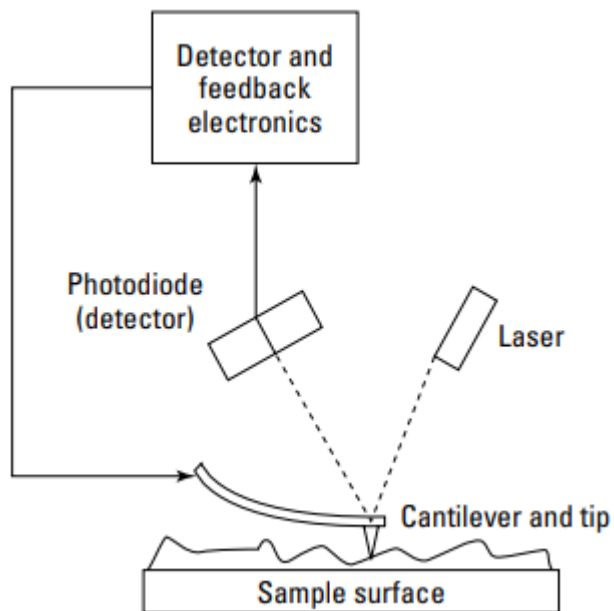 Detector and
feedback
electronics
Photodiode
(detector)
Laser
Cantilever and tip
Sample surface